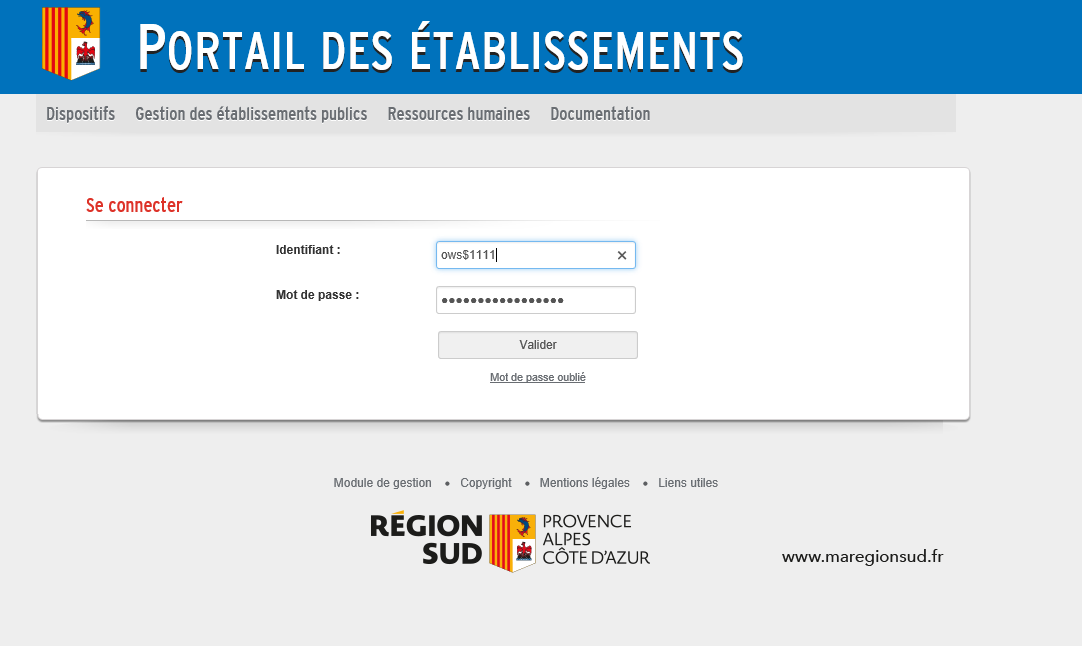 PORTAIL DES ÉTABLISSEMENTS
Dispositifs Gestion des établissements publics Ressources humaines Documentation
Se connecter
Identifiant : ows$1111
Mot de passe : •••••••••••••••••
Valider
Mot de passe oublié
Module de gestion • Copyright • Mentions légales • Liens utiles
RÉGION SUD
PROVENCE
ALPES
CÔTE D'AZUR
www.maregionsud.fr